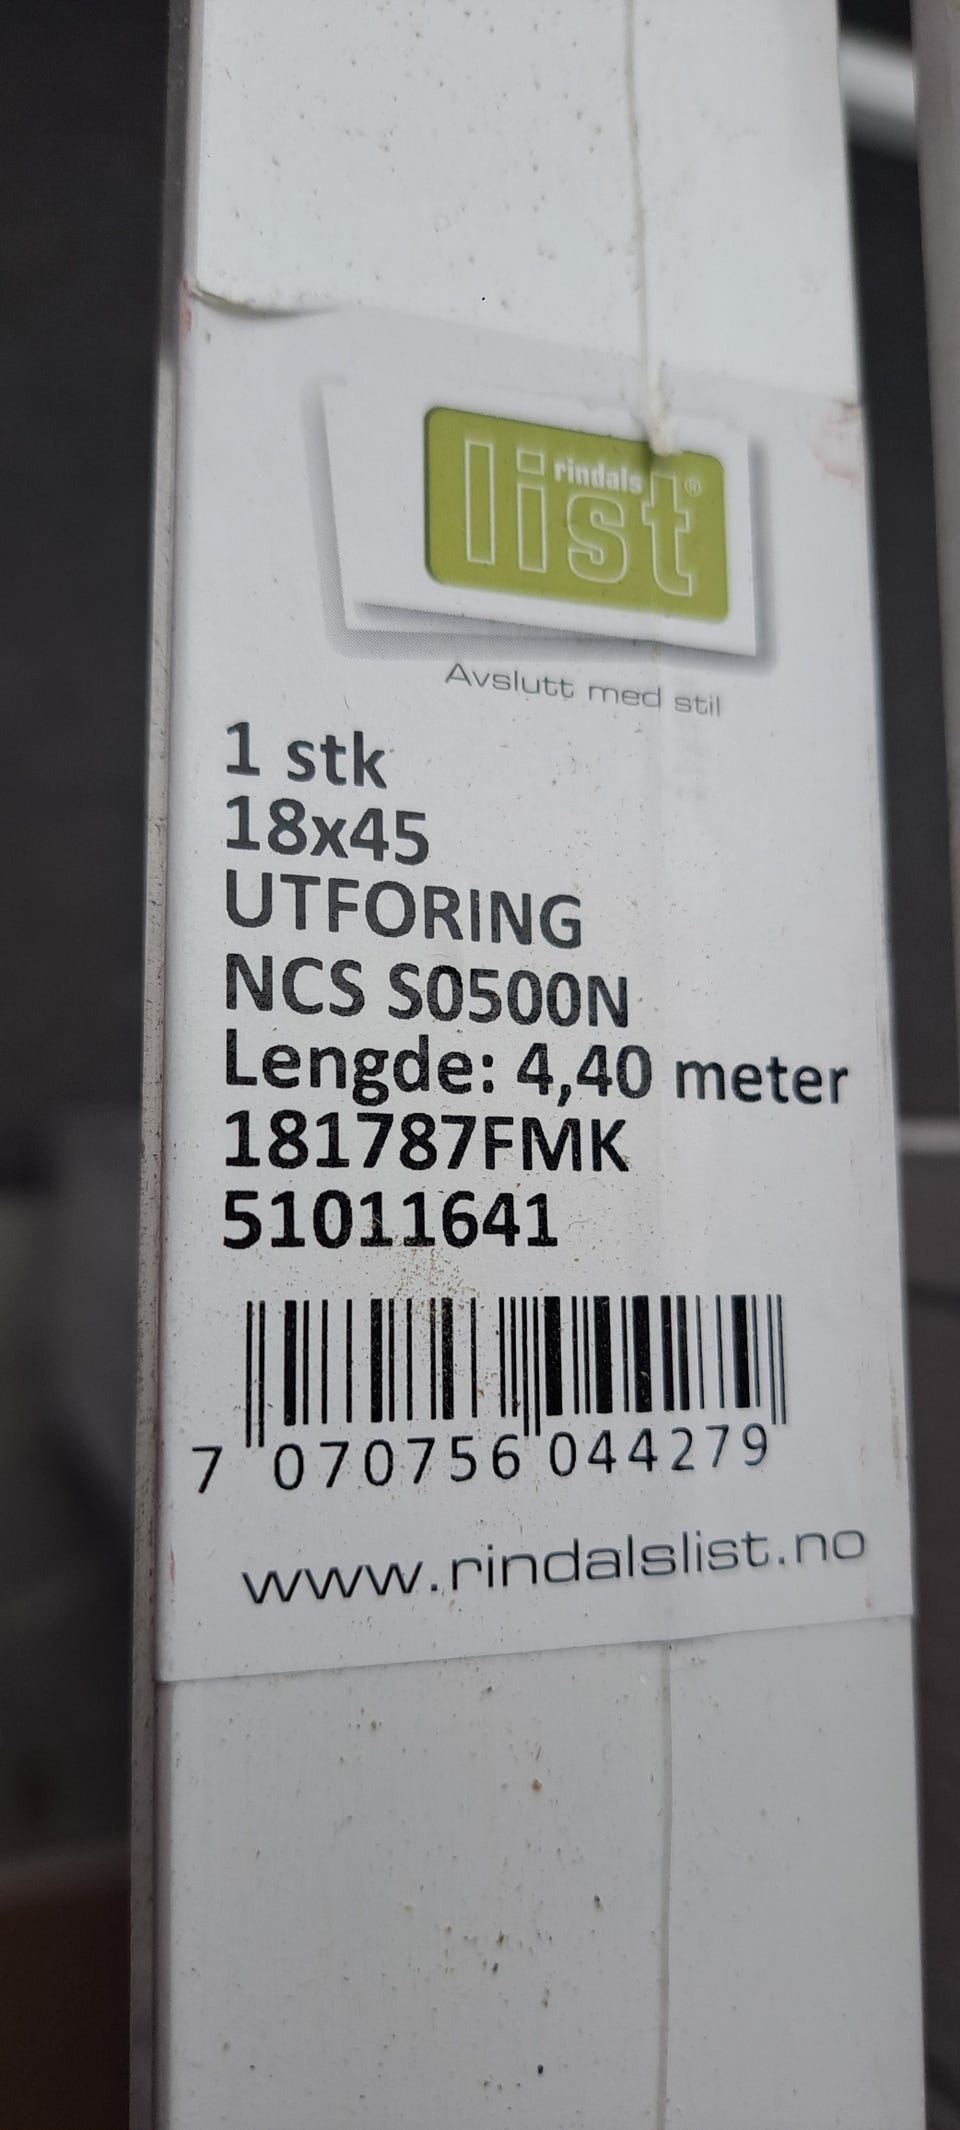 rindals
list®
Avslutt med stil
1 stk
18x45
UTFORING
NCS S0500N
Lengde: 4,40 meter
181787FMK
51011641
7 070756 044279
www.rindalslist.no